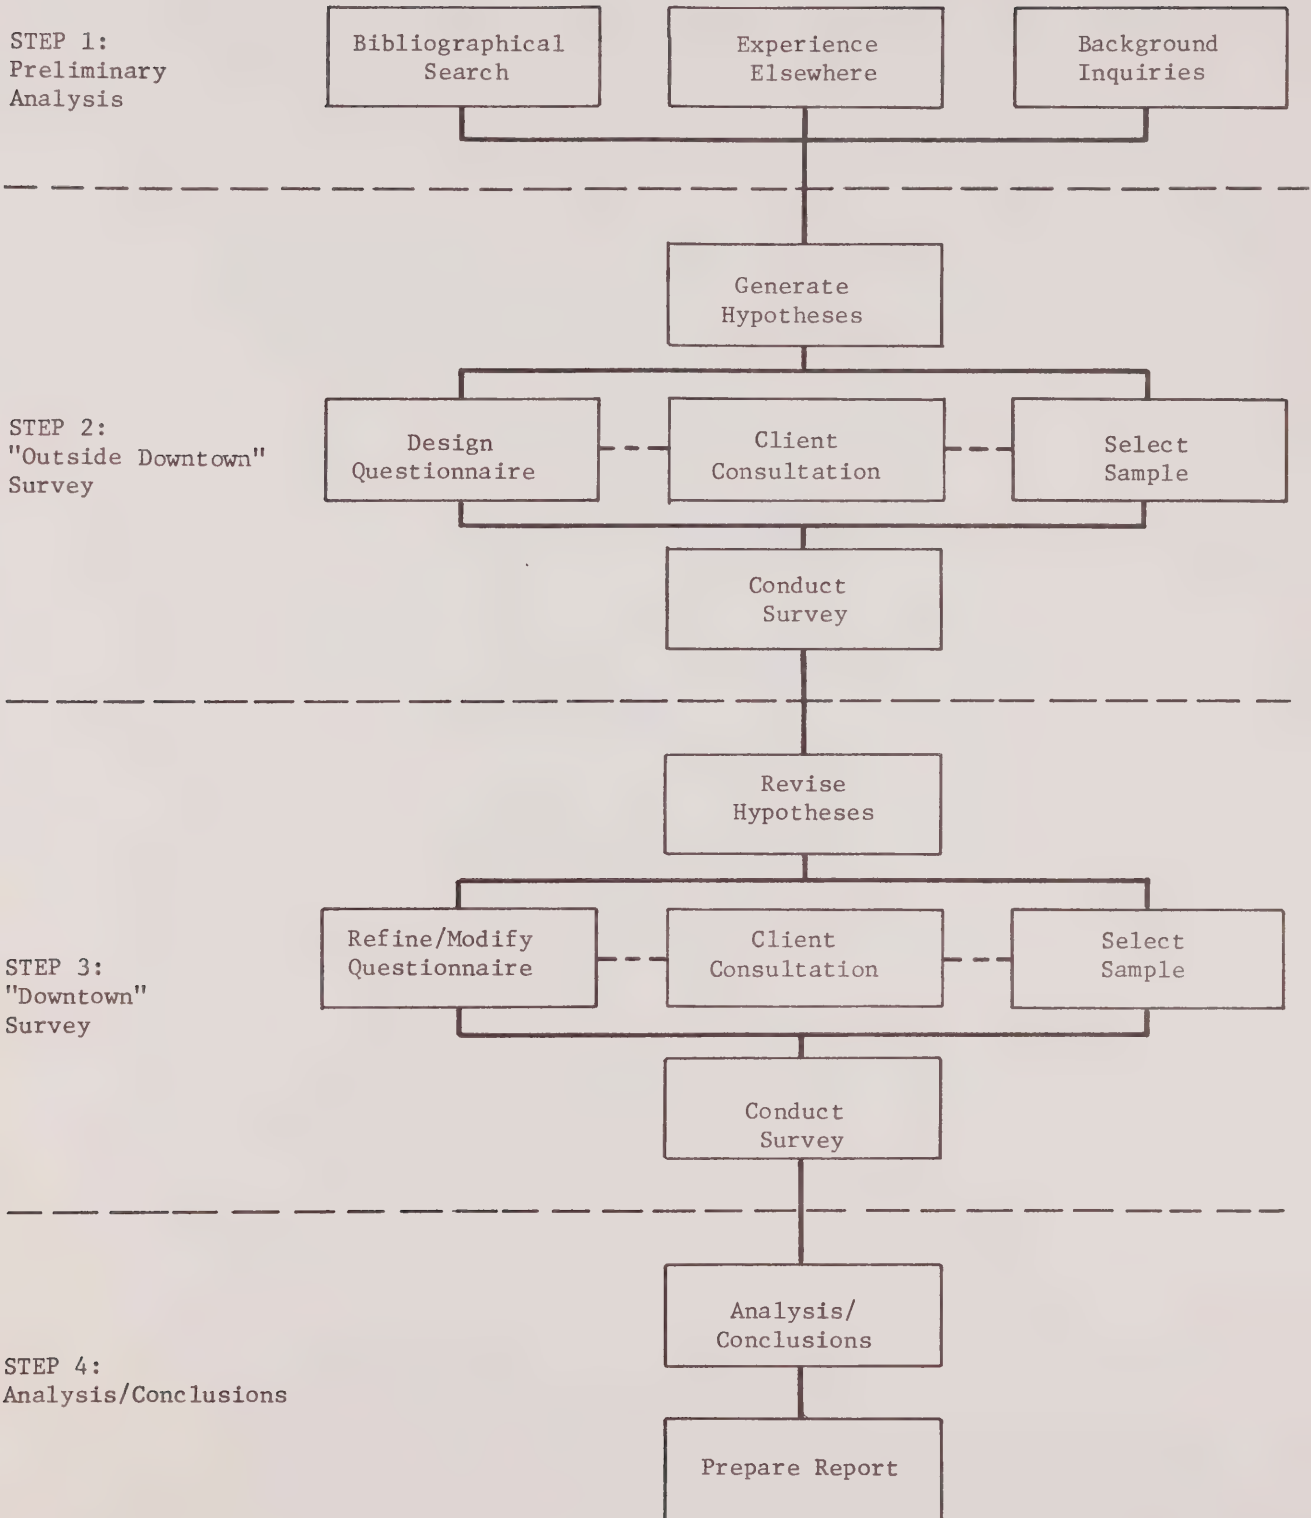 STEP 1:
Preliminary
Analysis
Bibliographical
Search
Experience
Elsewhere
Background
Inquiries
Generate
Hypotheses
STEP 2:
"Outside Downtown"
Survey
Design
Questionnaire
Client
Consultation
Select
Sample
Conduct
Survey
Revise
Hypotheses
STEP 3:
"Downtown"
Survey
Refine/Modify
Questionnaire
Client
Consultation
Select
Sample
Conduct
Survey
STEP 4:
Analysis/Conclusions
Analysis/
Conclusions
Prepare Report